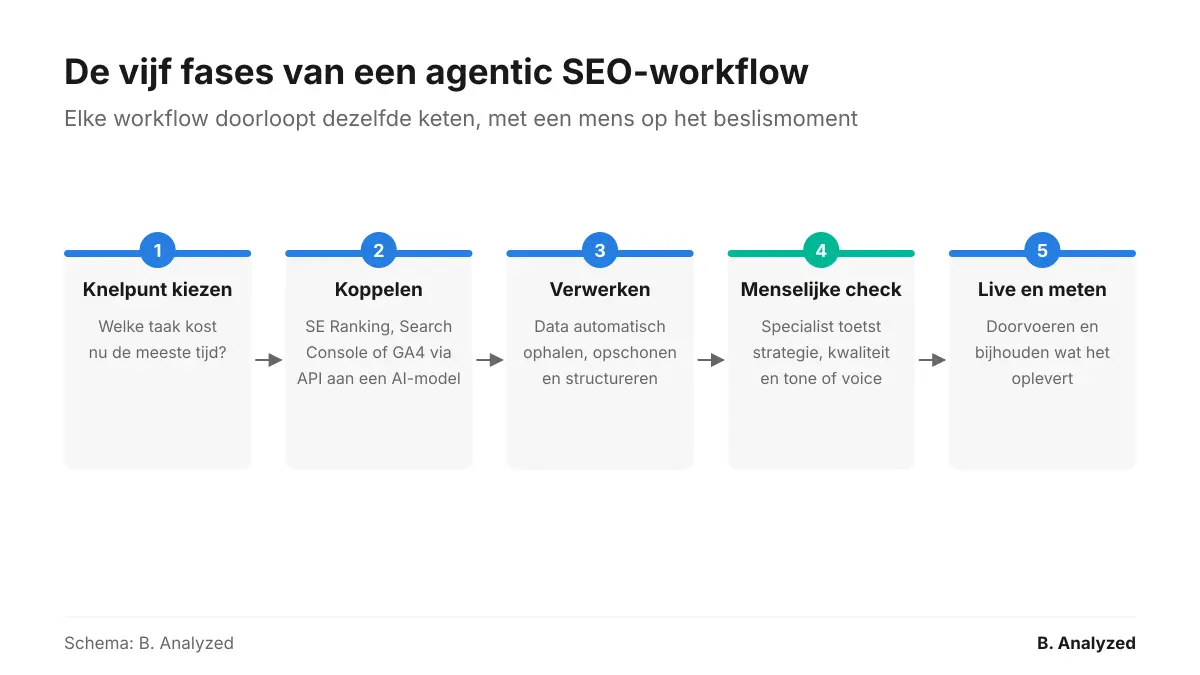 De vijf fases van een agentic SEO-workflow
Elke workflow doorloopt dezelfde keten, met een mens op het beslismoment
1
Knelpunt kiezen
Welke taak kost
nu de meeste tijd?
2
Koppelen
SE Ranking, Search
Console of GA4 via
API aan een AI-model
3
Verwerken
Data automatisch
ophalen, opschonen
en structureren
4
Menselijke check
Specialist toetst
strategie, kwaliteit
en tone of voice
5
Live en meten
Doorvoeren en
bijhouden wat het
oplevert
Schema: B. Analyzed
B. Analyzed